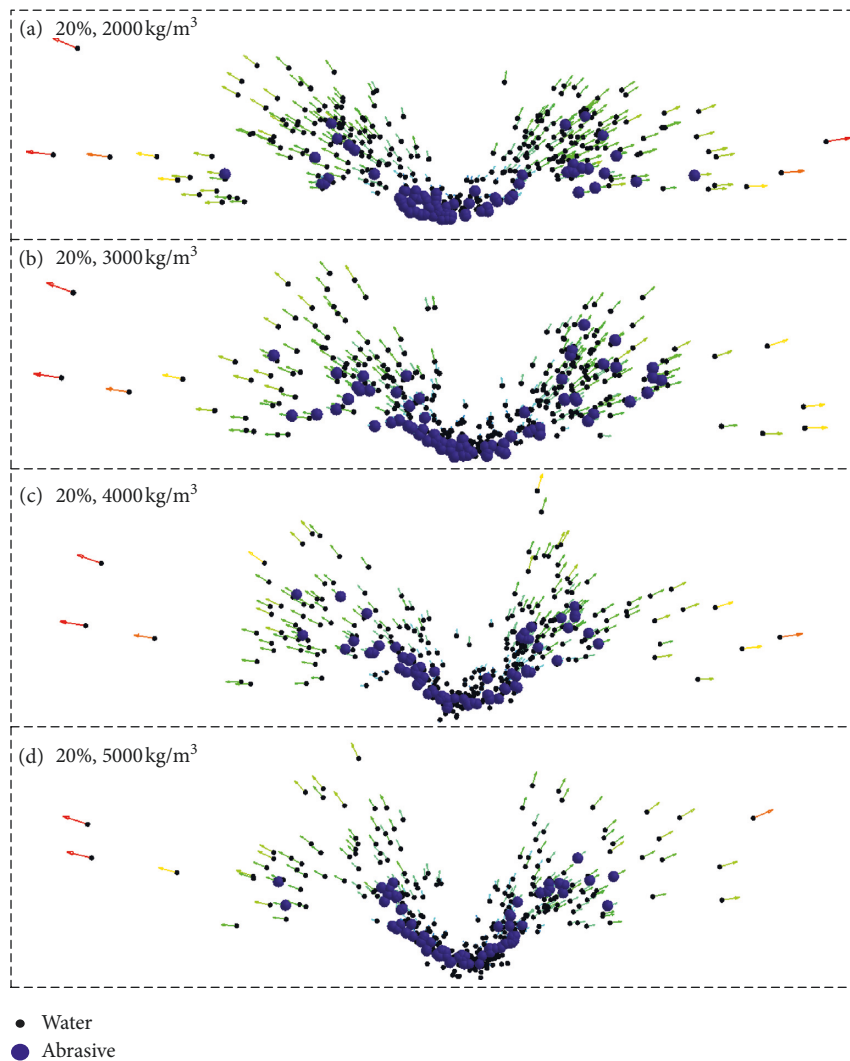 (a) 20%, 2000 kg/m³
(b) 20%, 3000 kg/m³
(c) 20%, 4000 kg/m³
(d) 20%, 5000 kg/m³
Water
Abrasive